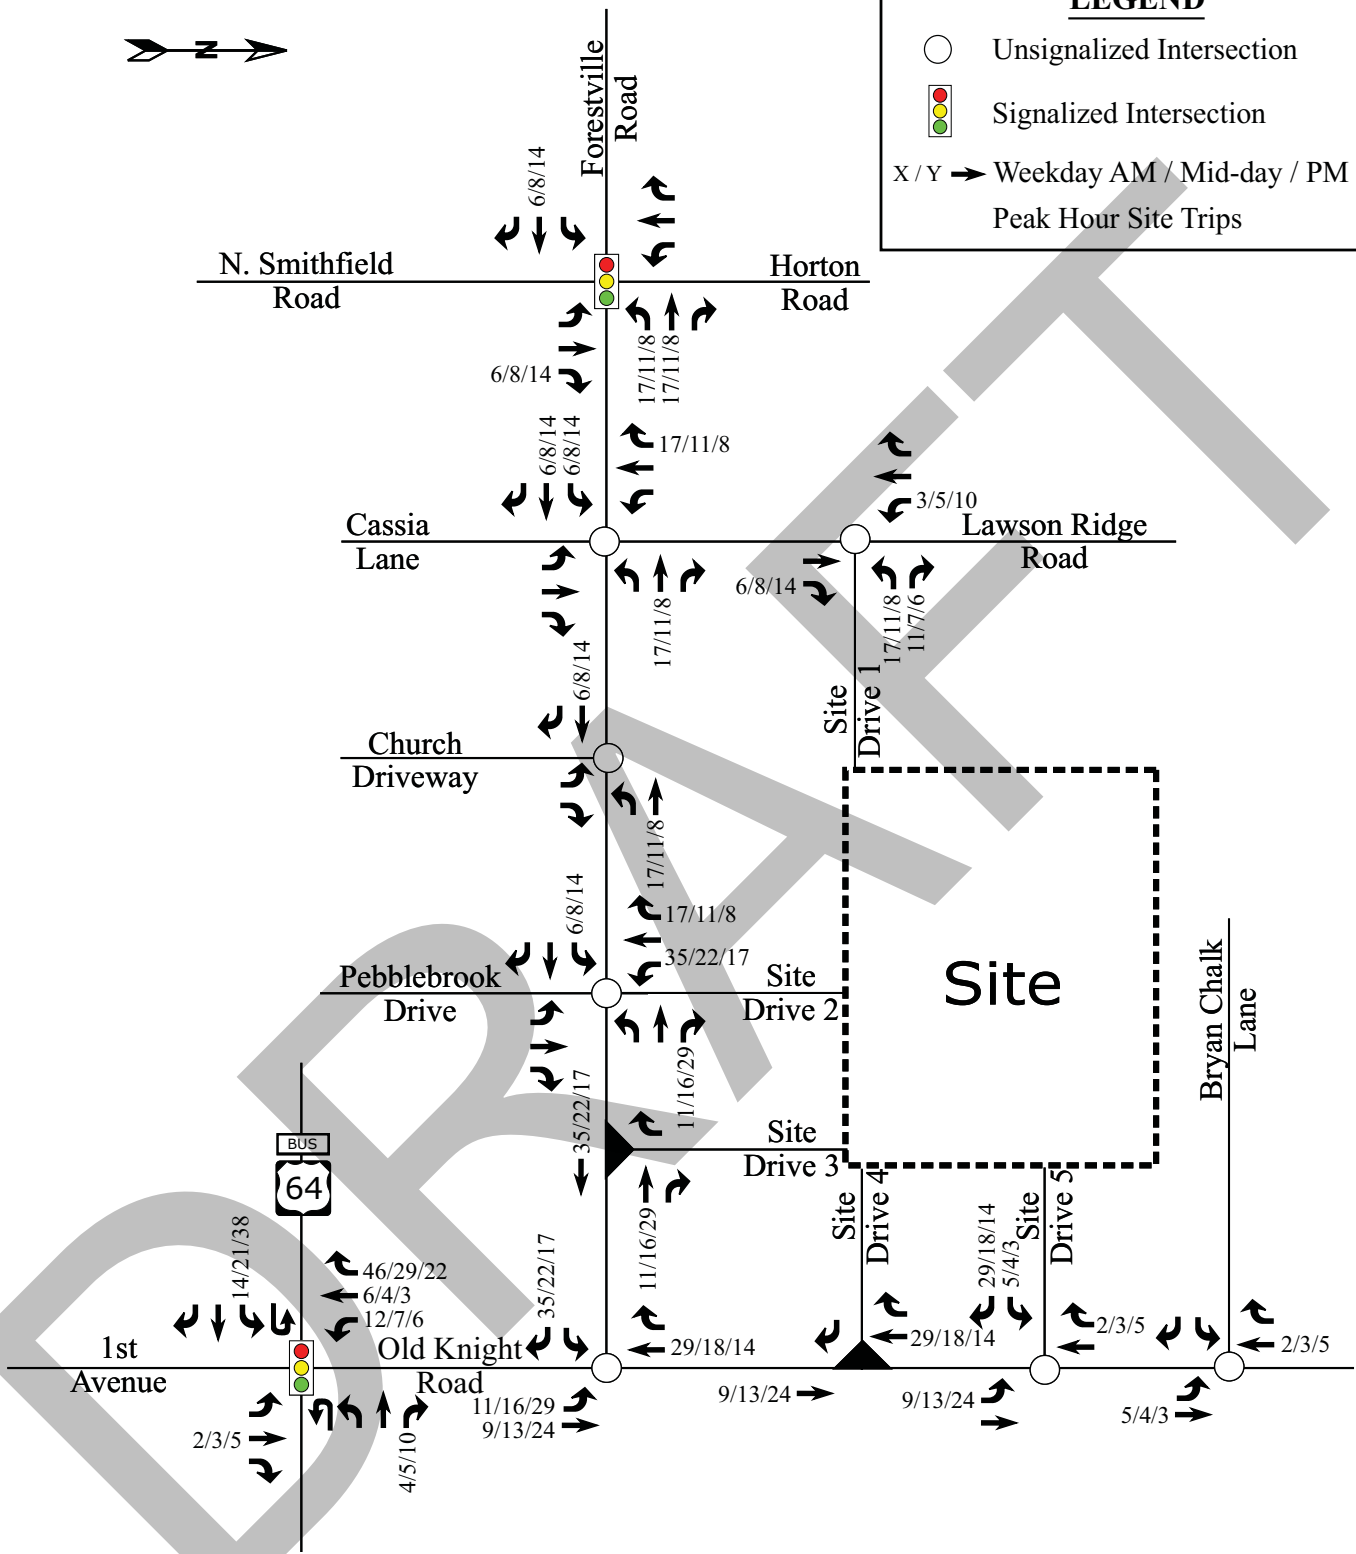 LEGEND
Unsignalized Intersection
Signalized Intersection
X / Y Weekday AM / Mid-day / PM
Peak Hour Site Trips
N
Forestville
Road
6/8/14
N. Smithfield
Road
Horton
Road
6/8/14
17/11/8
17/11/8
6/8/14
6/8/14
17/11/8
3/5/10
Cassia
Lane
Lawson Ridge
Road
6/8/14
17/11/8
17/11/8
11/7/6
6/8/14
Site
Drive 1
Church
Driveway
17/11/8
6/8/14
17/11/8
35/22/17
Pebblebrook
Drive
Site
Drive 2
Site
Bryan Chalk
Lane
11/16/29
35/22/17
Site
Drive 3
BUS
64
Site
Drive 4
Site
Drive 5
14/21/38
46/29/22
6/4/3
12/7/6
35/22/17
11/16/29
29/18/14
29/18/14
29/18/14
5/4/3
2/3/5
2/3/5
1st
Avenue
Old Knight
Road
11/16/29
9/13/24
9/13/24
9/13/24
5/4/3
2/3/5
4/5/10
DRAFT